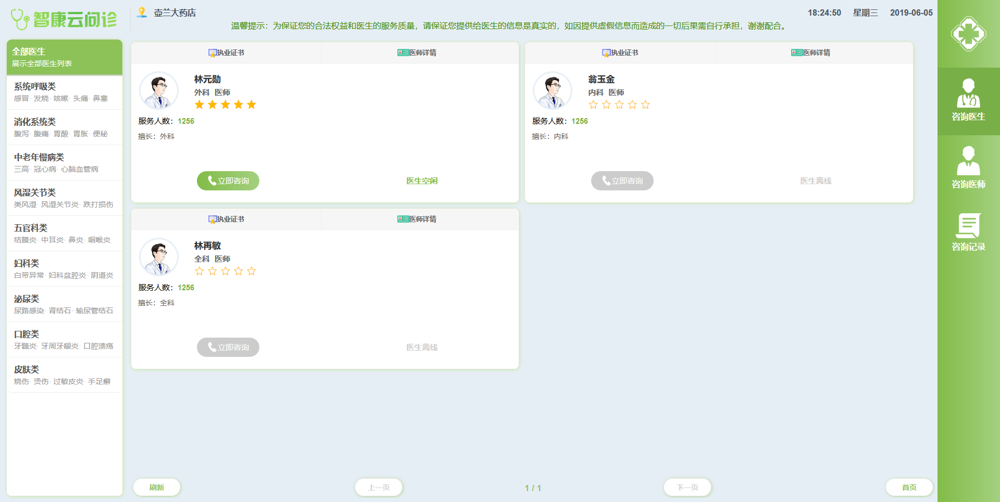 智康云问诊
壶兰大药店
18:24:50 星期三 2019-06-05
温馨提示：为保证您的合法权益和医生的服务质量，请保证您提供给医生的信息是真实的，如因提供虚假信息而造成的一切后果需自行承担，谢谢配合。
全部医生
展示全部医生列表
系统呼吸类
感冒· 发烧· 咳嗽· 头痛· 鼻塞
消化系统类
腹泻· 腹痛· 胃酸· 胃胀· 便秘
中老年慢病类
三高· 冠心病· 心脑血管病
风湿关节类
类风湿· 风湿关节炎· 跌打损伤
五官科类
结膜炎· 中耳炎· 鼻炎· 咽喉炎
妇科类
白带异常· 妇科盆腔炎· 阴道炎
泌尿类
尿路感染· 肾结石· 输尿管结石
口腔类
牙髓炎· 牙周牙龈炎· 口腔溃疡
皮肤类
烧伤· 烫伤· 过敏皮炎· 手足癣
执业证书 医师详情
林元勋
外科 医师
服务人数：1256
擅长：外科
立即咨询 医生空闲
执业证书 医师详情
翁玉金
内科 医师
服务人数：1256
擅长：内科
立即咨询 医生离线
执业证书 医师详情
林再敏
全科 医师
服务人数：1256
擅长：全科
立即咨询 医生离线
刷新 上一页 1 / 1 下一页 首页
咨询医生
咨询医师
咨询记录